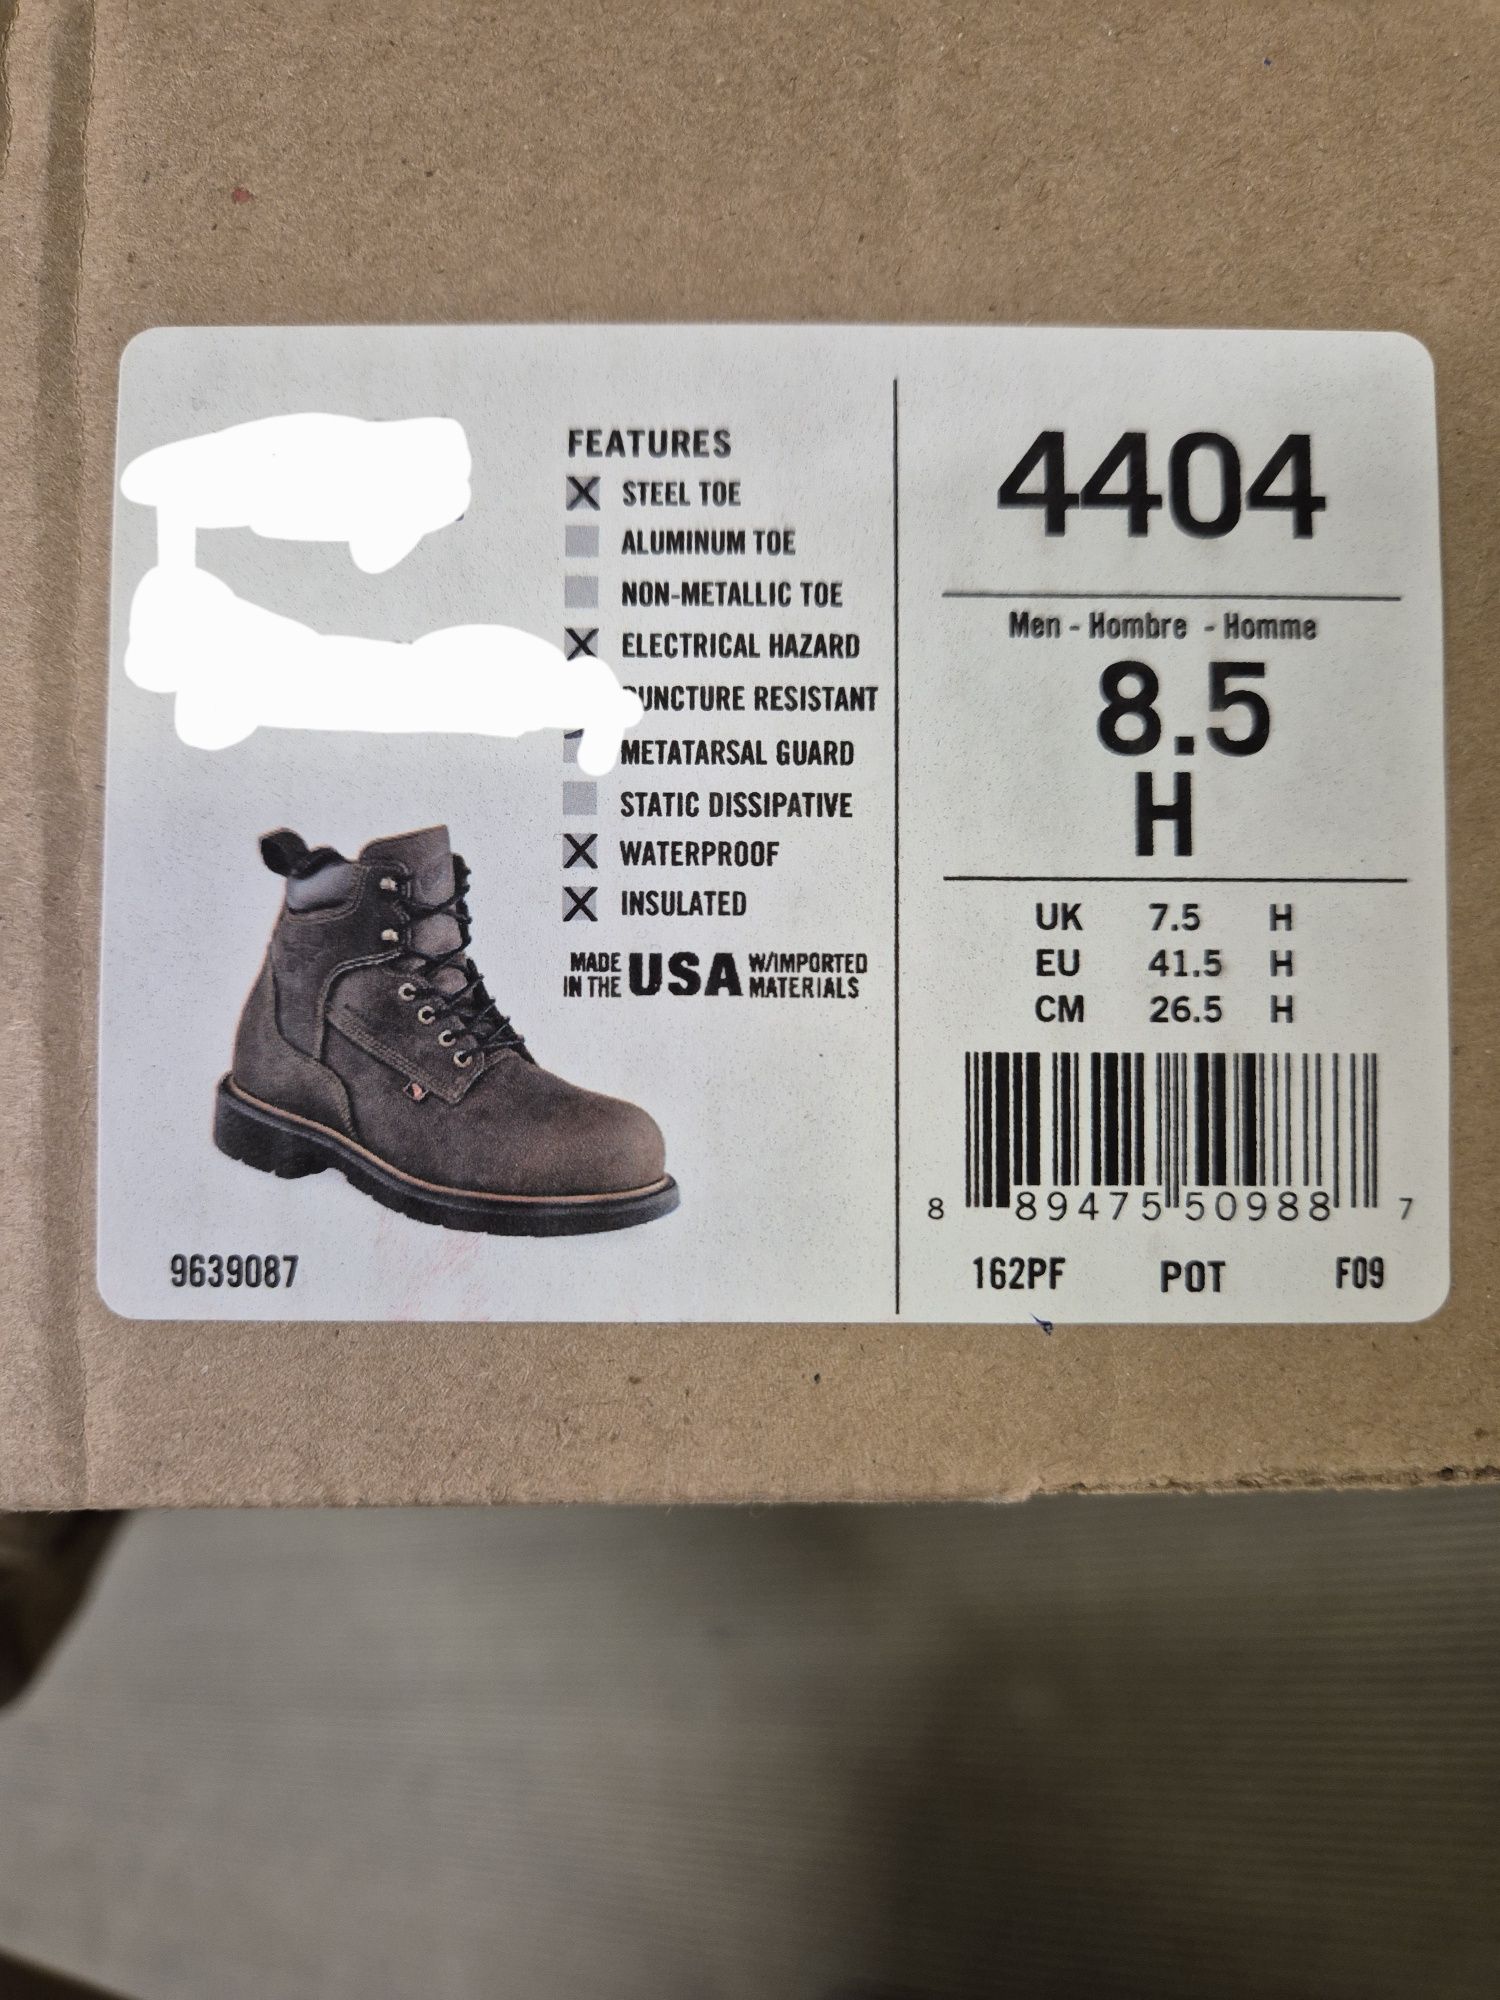 FEATURES
STEEL TOE
ALUMINUM TOE
NON-METALLIC TOE
ELECTRICAL HAZARD
PUNCTURE RESISTANT
METATARSAL GUARD
STATIC DISSIPATIVE
WATERPROOF
INSULATED
MADE IN THE USA W/IMPORTED MATERIALS
9639087
4404
Men - Hombre - Homme
8.5
H
UK 7.5 H
EU 41.5 H
CM 26.5 H
8 89475 50988 7
162PF POT F09